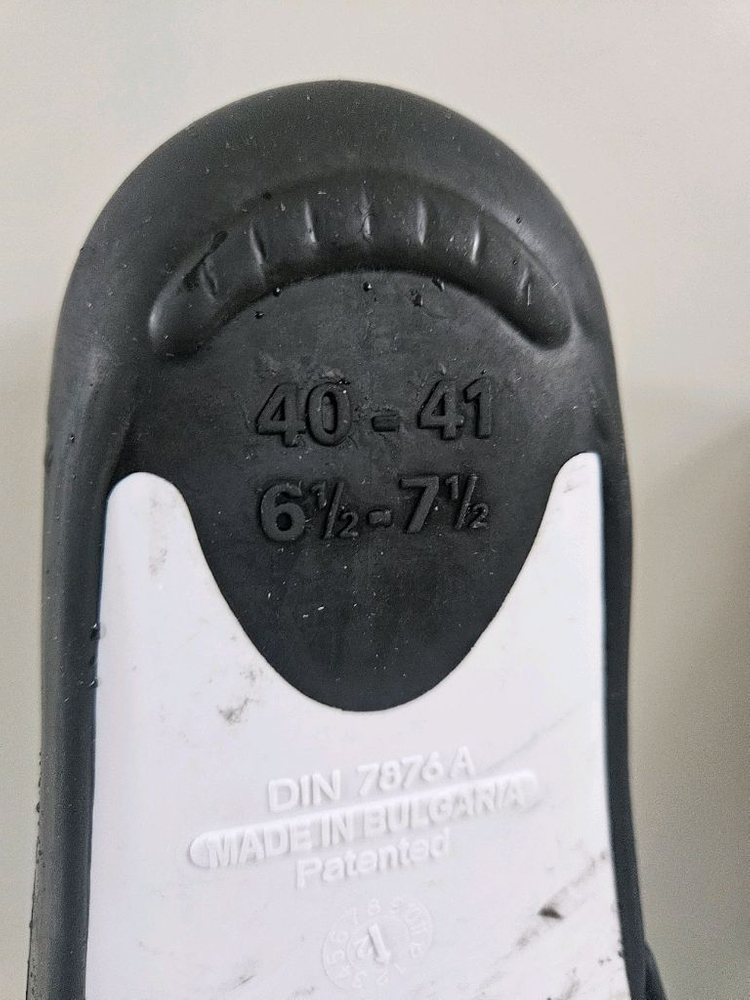 40 - 41
6½ - 7½
DIN 7876 A
MADE IN BULGARIA
Patented